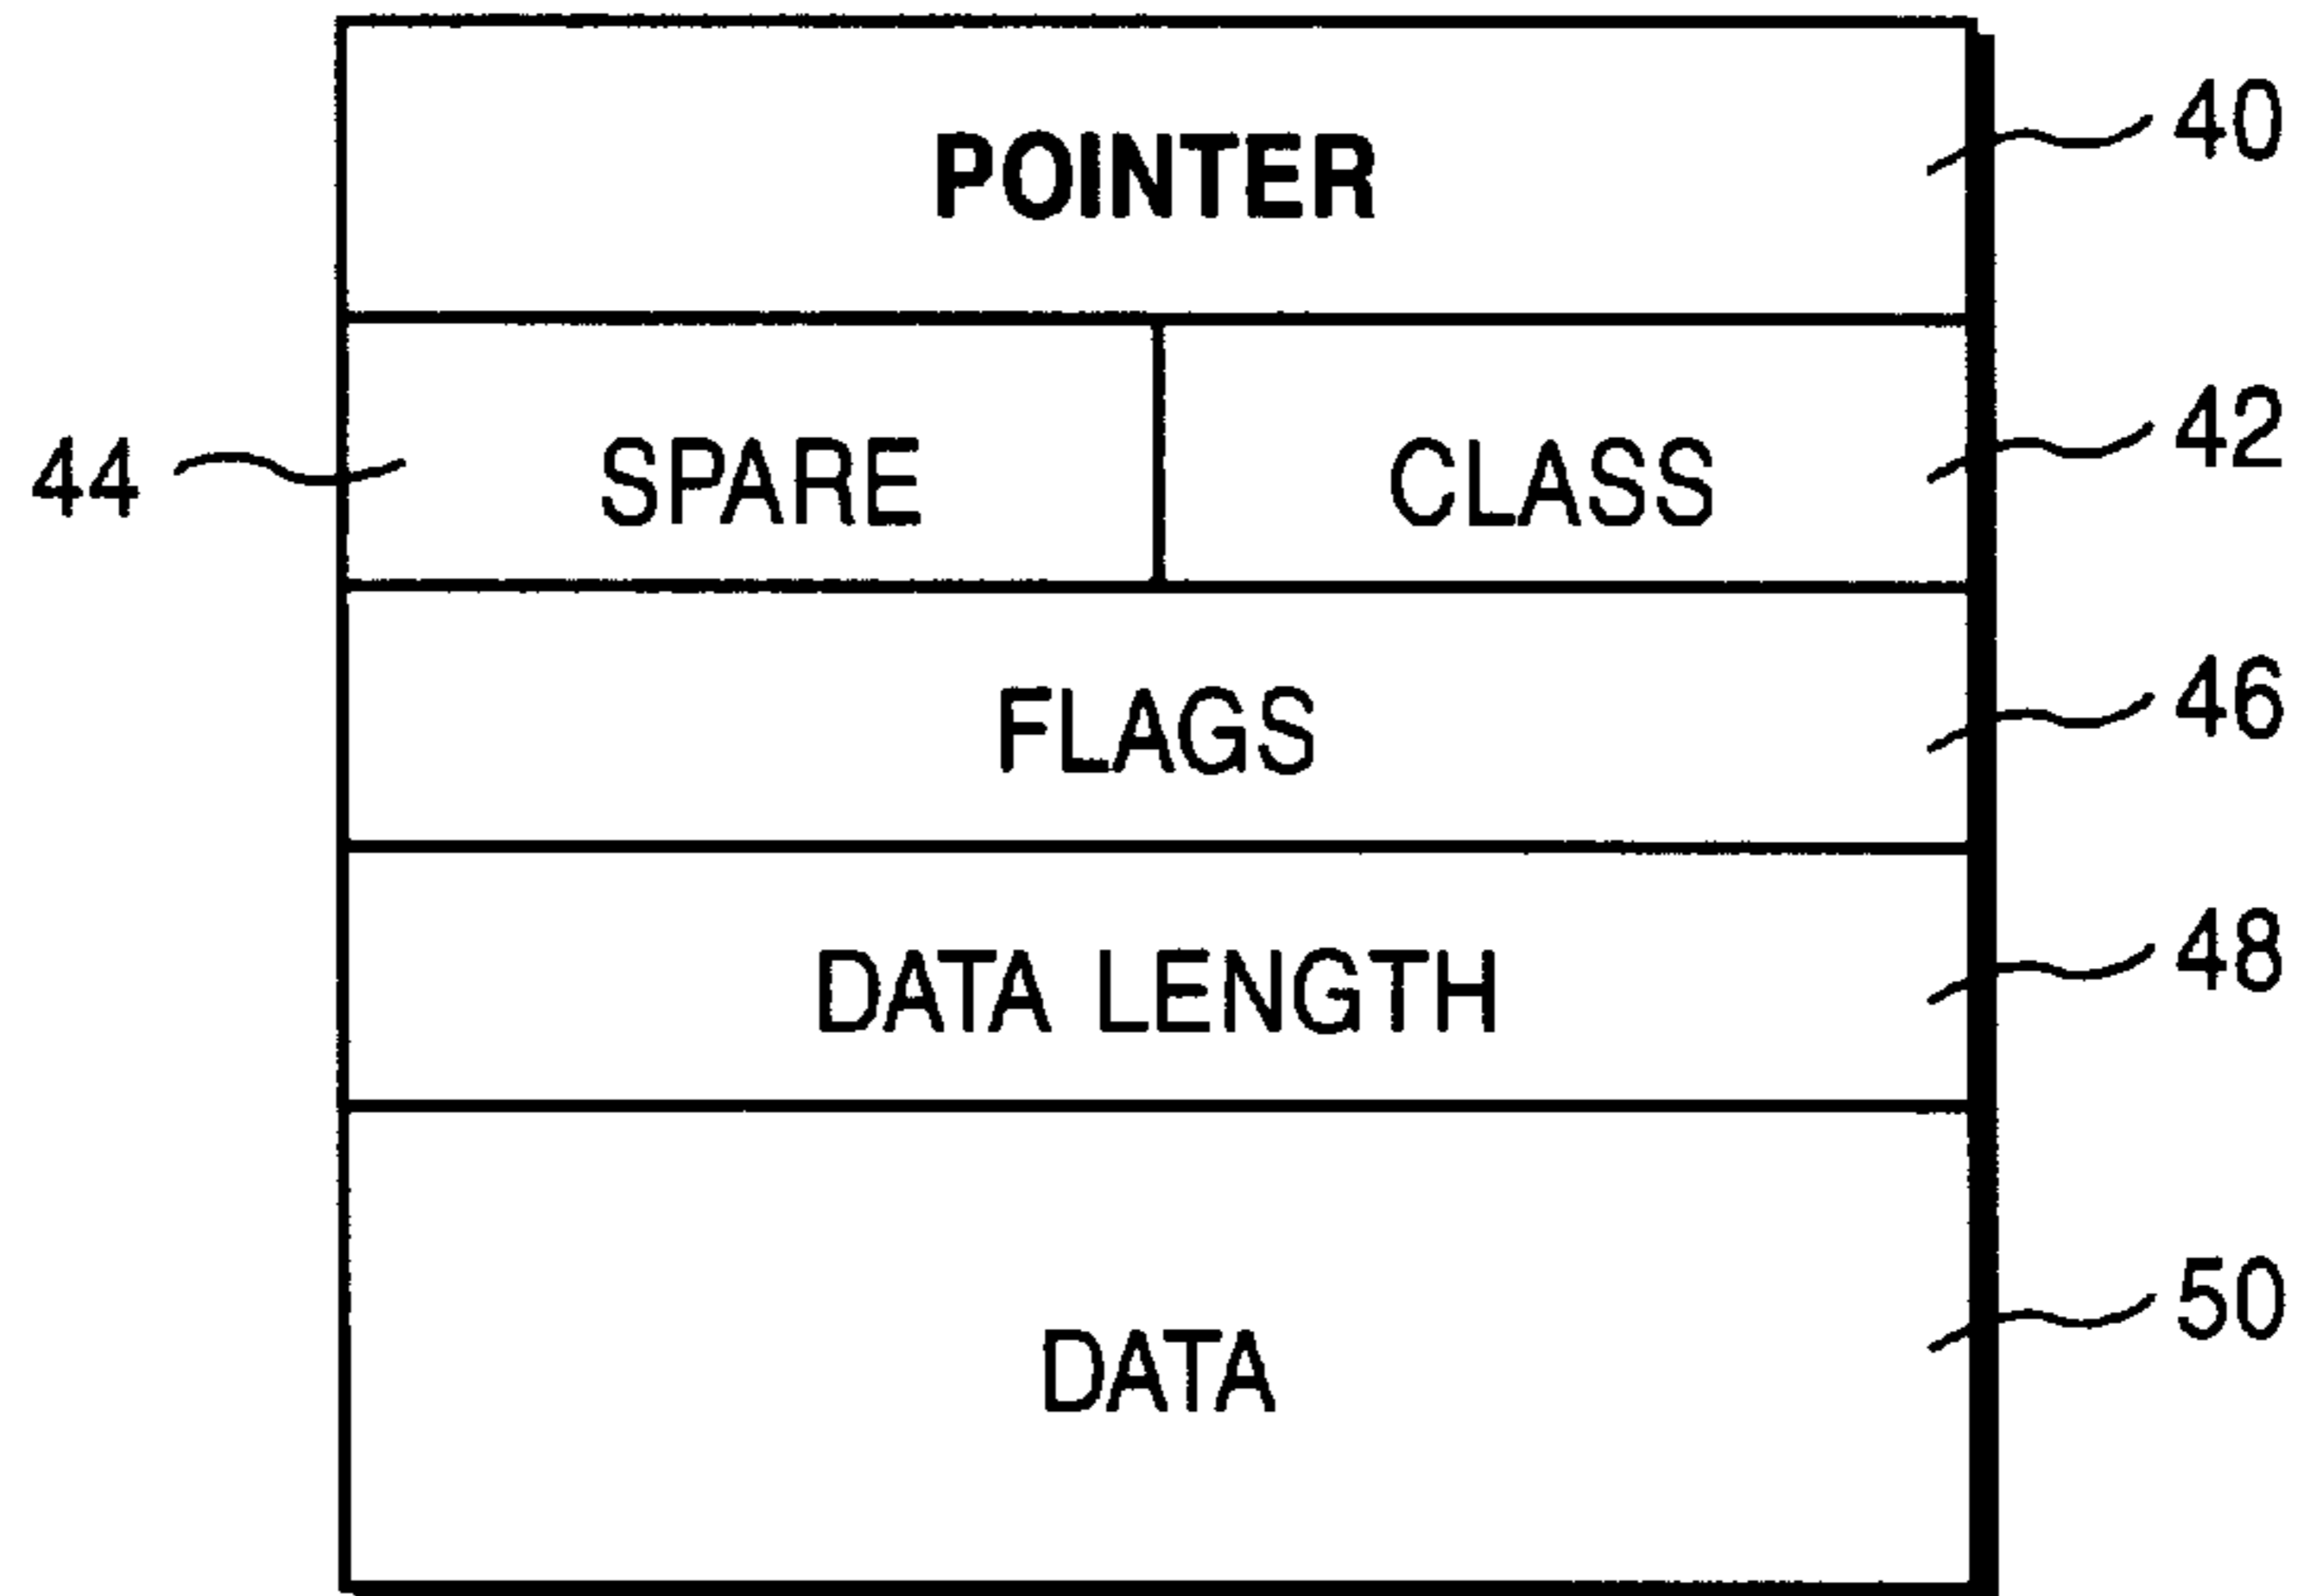 POINTER 40
44 SPARE CLASS 42
FLAGS 46
DATA LENGTH 48
DATA 50